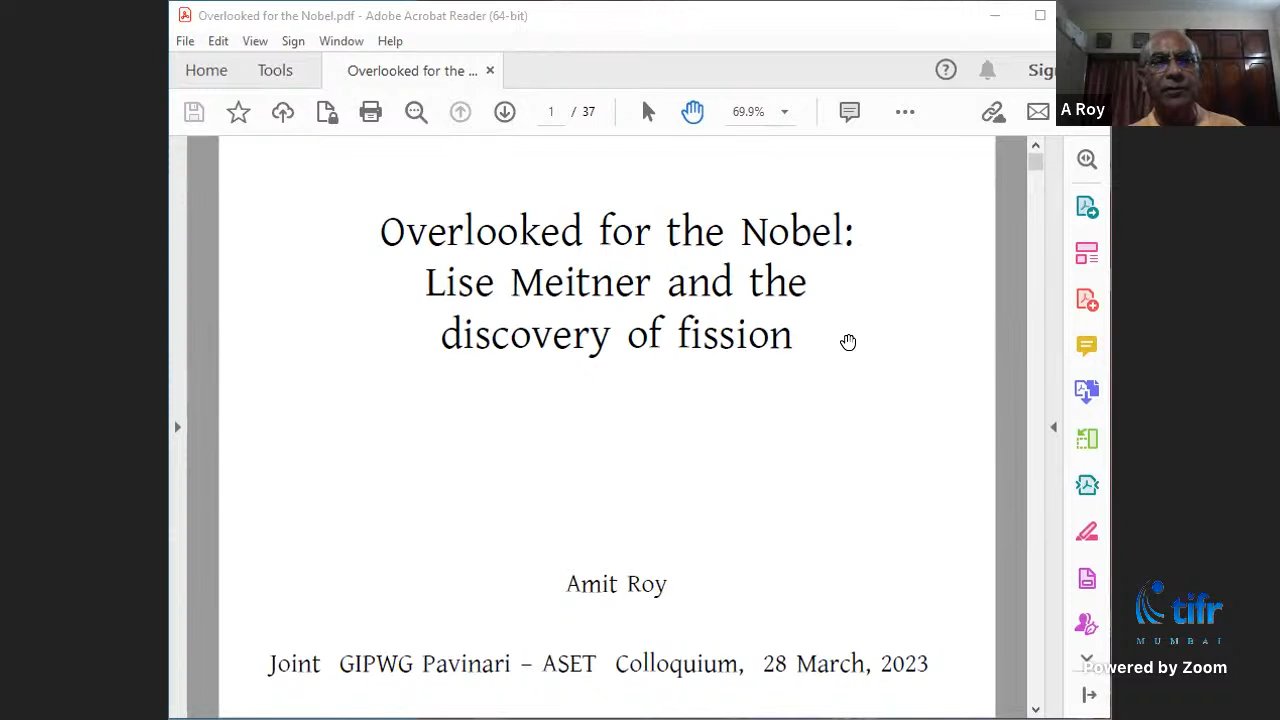 Overlooked for the Nobel.pdf - Adobe Acrobat Reader (64-bit)
File Edit View Sign Window Help
Home Tools Overlooked for the ...
Sig
1 / 37
69.9%
A Roy
Overlooked for the Nobel:
Lise Meitner and the
discovery of fission
Amit Roy
Joint GIPWG Pavinari – ASET Colloquium, 28 March, 2023
tifr
MUMBAI
Powered by Zoom